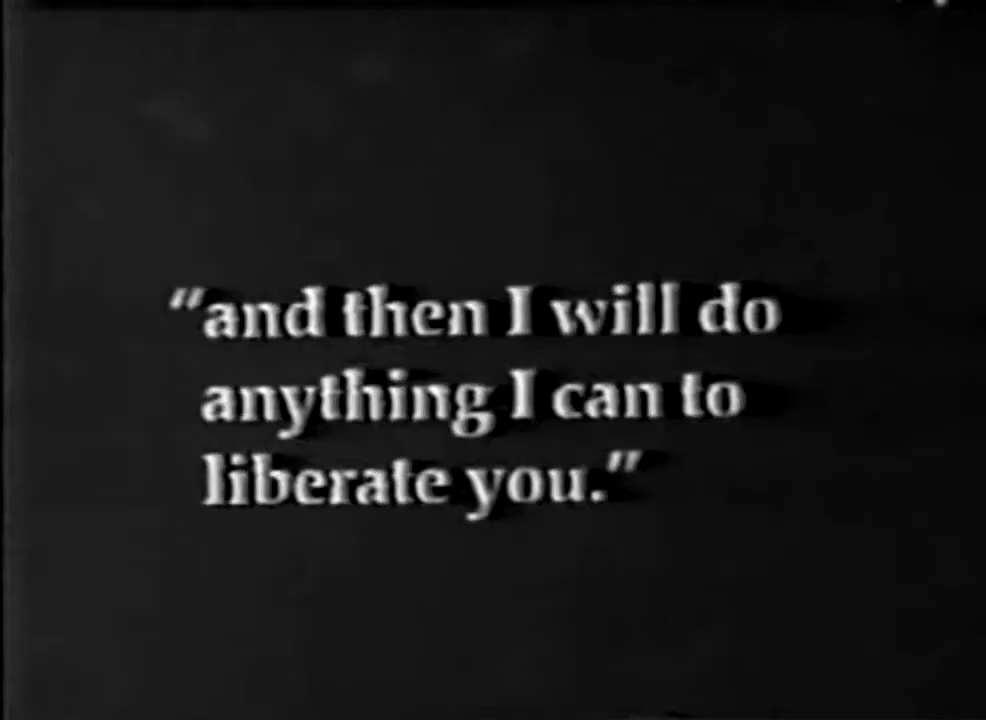 "and then I will do
anything I can to
liberate you."